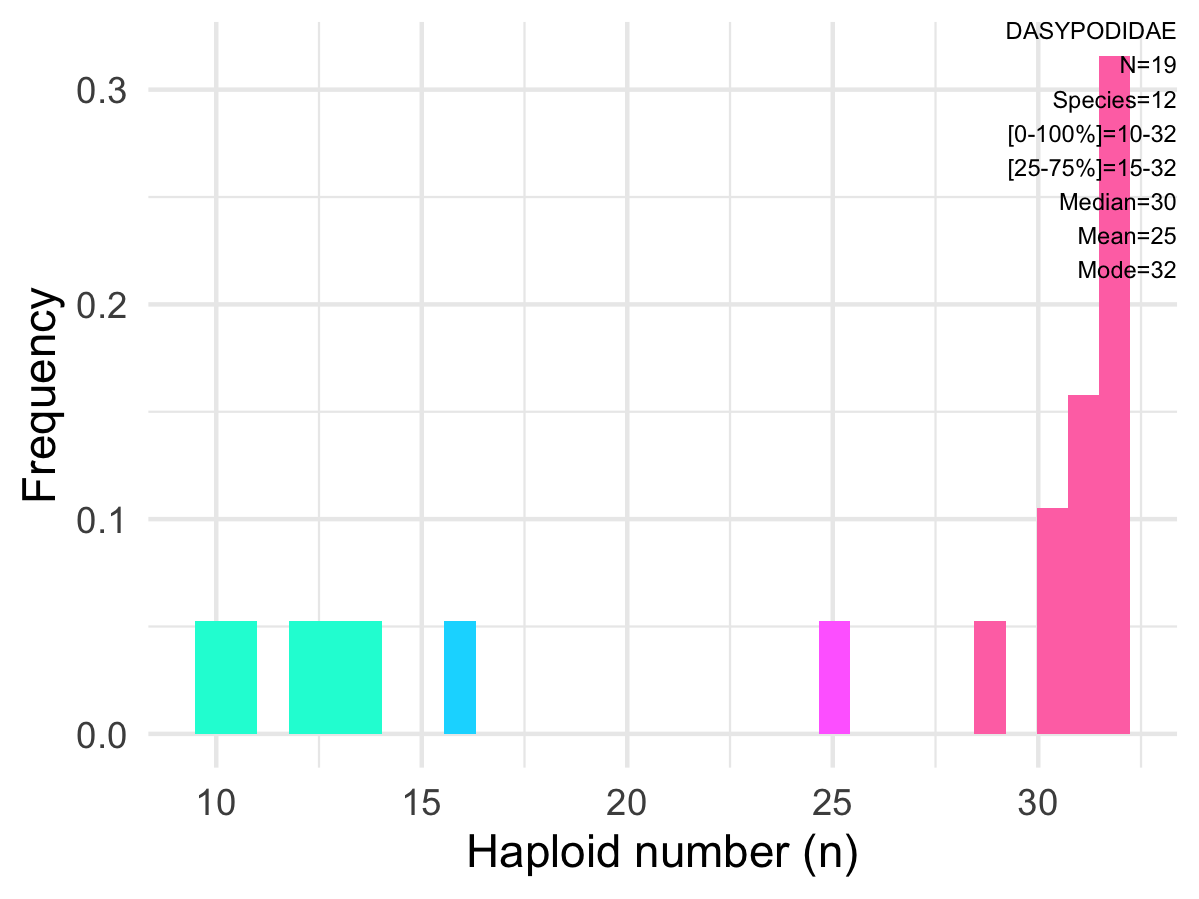 DASYPODIDAE
N=19
Species=12
[0-100%]=10-32
[25-75%]=15-32
Median=30
Mean=25
Mode=32
Frequency
0.3
0.2
0.1
0.0
10 15 20 25 30
Haploid number (n)